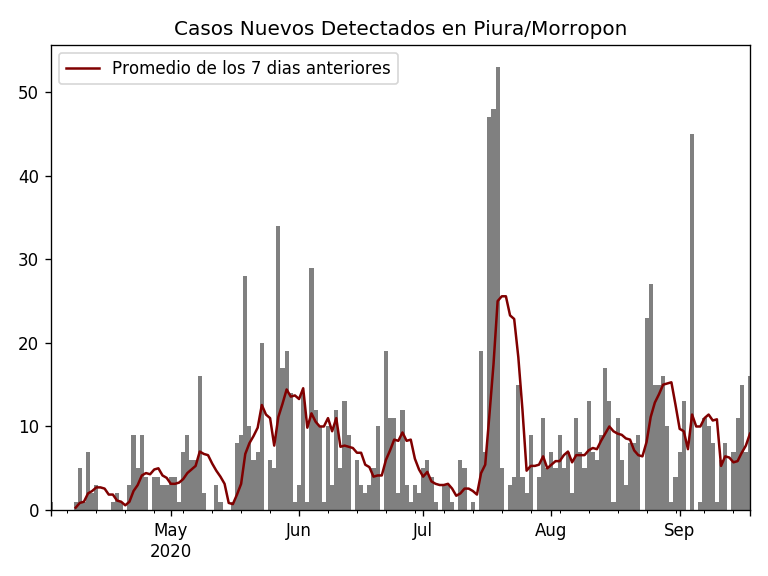 Casos Nuevos Detectados en Piura/Morropon
Promedio de los 7 dias anteriores
50
40
30
20
10
0
May Jun Jul Aug Sep
2020